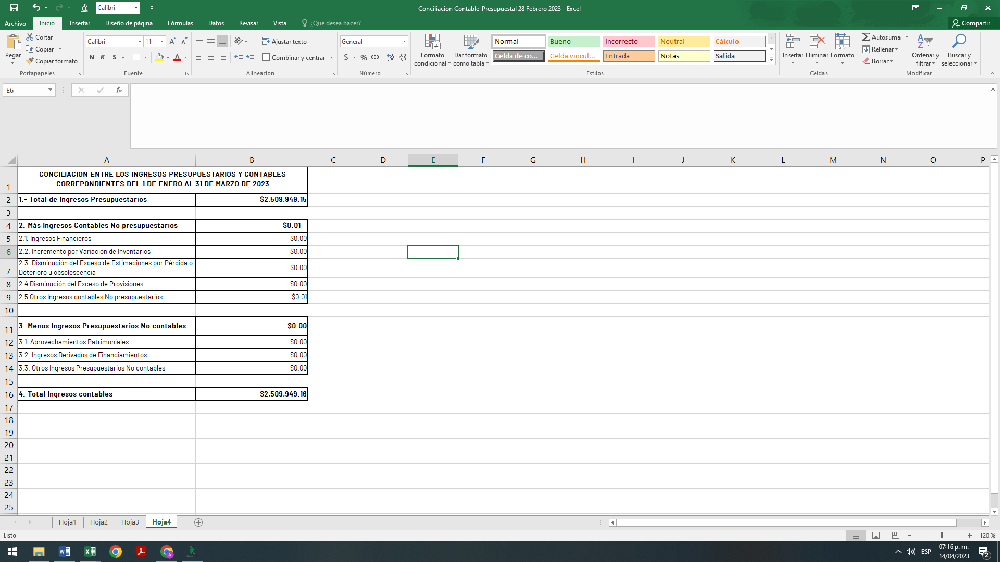 Calibri
Conciliacion Contable-Presupuestal 28 Febrero 2023 - Excel
Archivo Inicio Insertar Diseño de página Fórmulas Datos Revisar Vista ¿Qué desea hacer? Compartir
Pegar
Cortar
Copiar
Copiar formato
Portapapeles
Calibri 11
N K S
Fuente
Ajustar texto
Combinar y centrar
Alineación
General
$ % 000
Número
Formato condicional
Dar formato como tabla
Normal Bueno Incorrecto Neutral Cálculo
Celda de co... Celda vincul... Entrada Notas Salida
Estilos
Insertar Eliminar Formato
Celdas
Autosuma
Rellenar
Borrar
Ordenar y filtrar
Buscar y seleccionar
Modificar
E6
fx
A B C D E F G H I J K L M N O P
CONCILIACION ENTRE LOS INGRESOS PRESUPUESTARIOS Y CONTABLES
1 CORREPONDIENTES DEL 1 DE ENERO AL 31 DE MARZO DE 2023
2 1.- Total de Ingresos Presupuestarios $2,509,949.15
3
4 2. Más Ingresos Contables No presupuestarios $0.01
5 2.1. Ingresos Financieros $0.00
6 2.2. Incremento por Variación de Inventarios $0.00
2.3. Disminución del Exceso de Estimaciones por Pérdida o
7 Deterioro u obsolescencia $0.00
8 2.4 Disminución del Exceso de Provisiones $0.00
9 2.5 Otros Ingresos contables No presupuestarios $0.01
10
11 3. Menos Ingresos Presupuestarios No contables $0.00
12 3.1. Aprovechamientos Patrimoniales $0.00
13 3.2. Ingresos Derivados de Financiamientos $0.00
14 3.3. Otros Ingresos Presupuestarios No contables $0.00
15
16 4. Total Ingresos contables $2,509,949.16
17
18
19
20
21
22
23
24
25
Hoja1 Hoja2 Hoja3 Hoja4
Listo
120 %
ESP
07:16 p. m.
14/04/2023
2